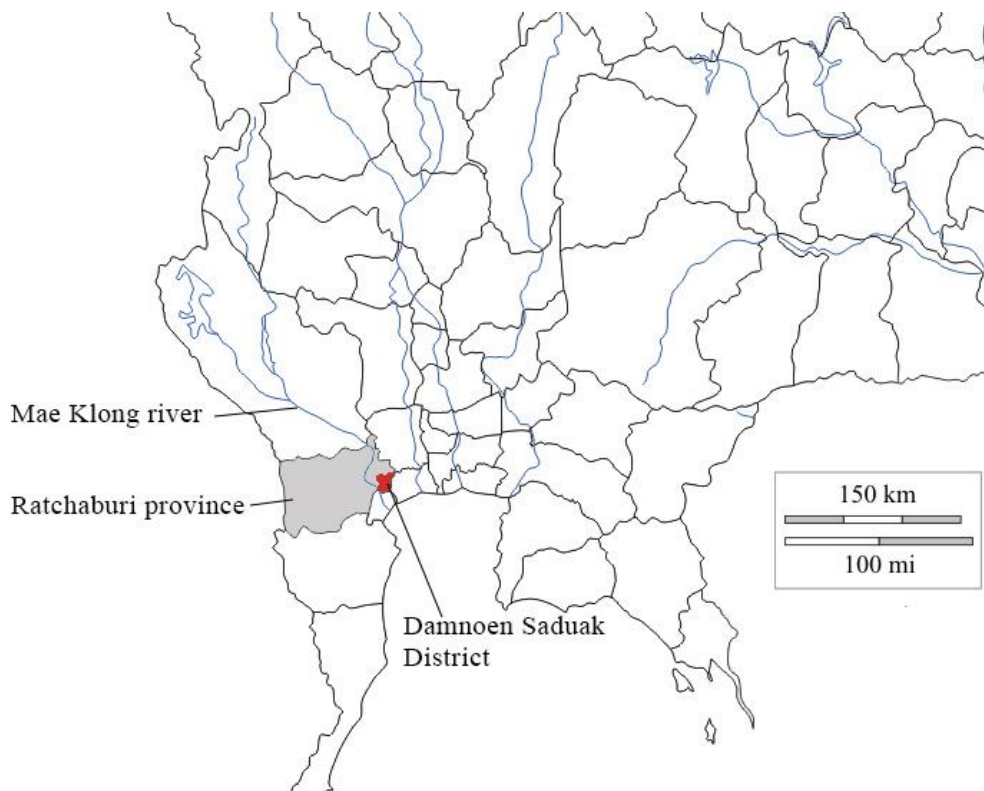 Mae Klong river
Ratchaburi province
150 km
100 mi
Damnoen Saduak
District